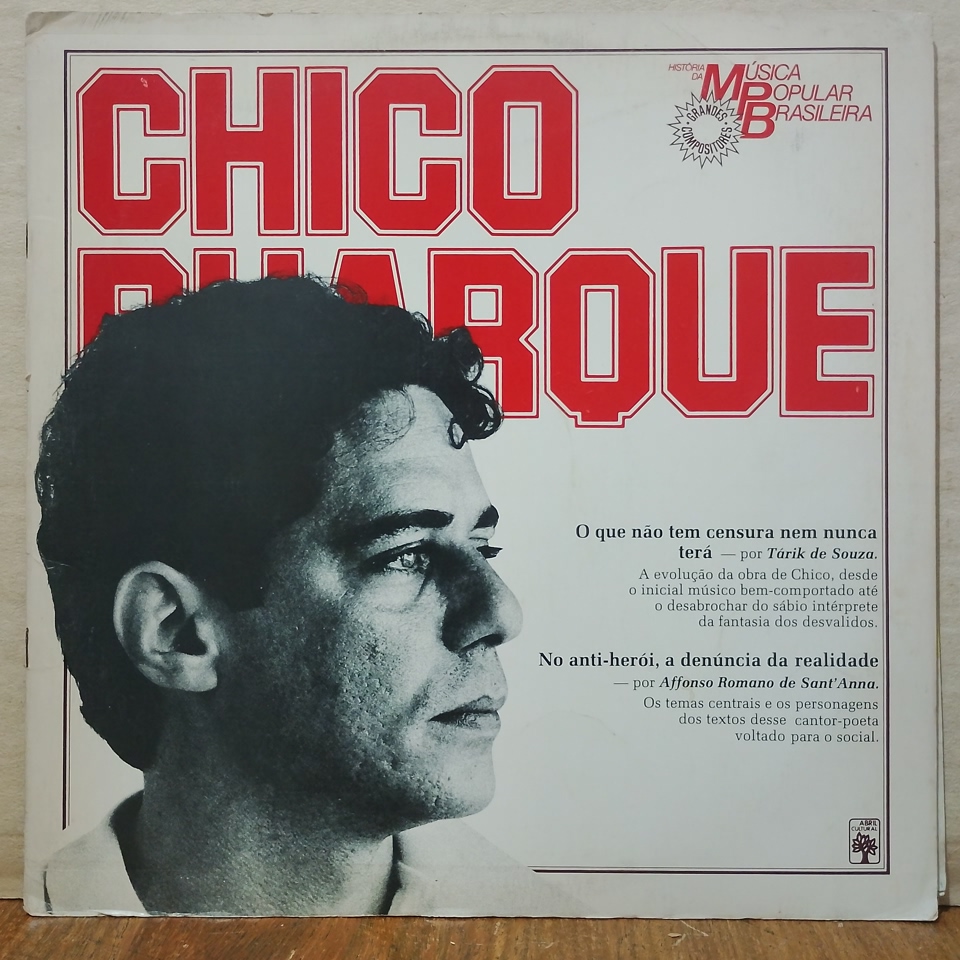 CHICO
BUARQUE
HISTÓRIA DA MÚSICA
POPULAR
BRASILEIRA
GRANDES COMPOSITORES
O que não tem censura nem nunca
terá — por Tárik de Souza.
A evolução da obra de Chico, desde
o inicial músico bem-comportado até
o desabrochar do sábio intérprete
da fantasia dos desvalidos.
No anti-herói, a denúncia da realidade
— por Affonso Romano de Sant'Anna.
Os temas centrais e os personagens
dos textos desse cantor-poeta
voltado para o social.
ABRIL
CULTURAL